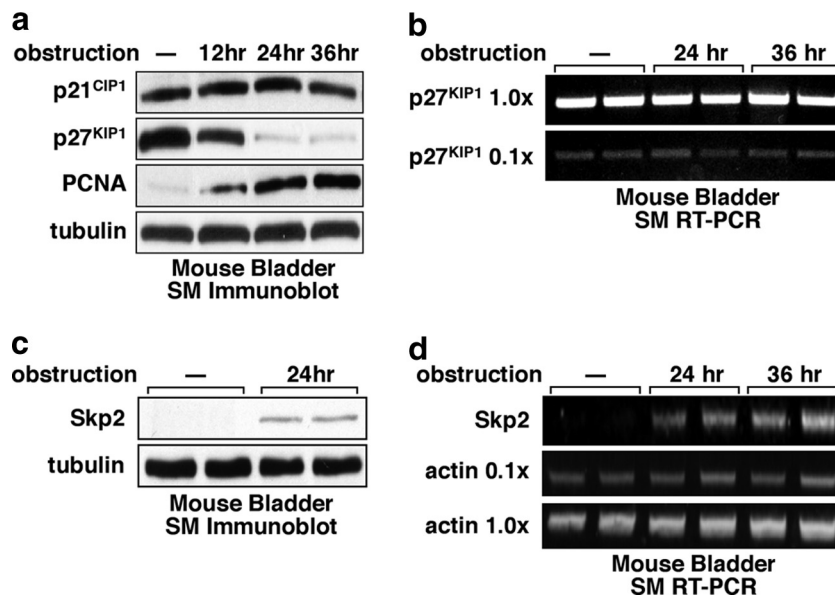 a
obstruction — 12hr 24hr 36hr
p21CIP1
p27KIP1
PCNA
tubulin
Mouse Bladder
SM Immunoblot
b
obstruction — 24 hr 36 hr
p27KIP1 1.0x
p27KIP1 0.1x
Mouse Bladder
SM RT-PCR
c
obstruction — 24hr
Skp2
tubulin
Mouse Bladder
SM Immunoblot
d
obstruction — 24 hr 36 hr
Skp2
actin 0.1x
actin 1.0x
Mouse Bladder
SM RT-PCR